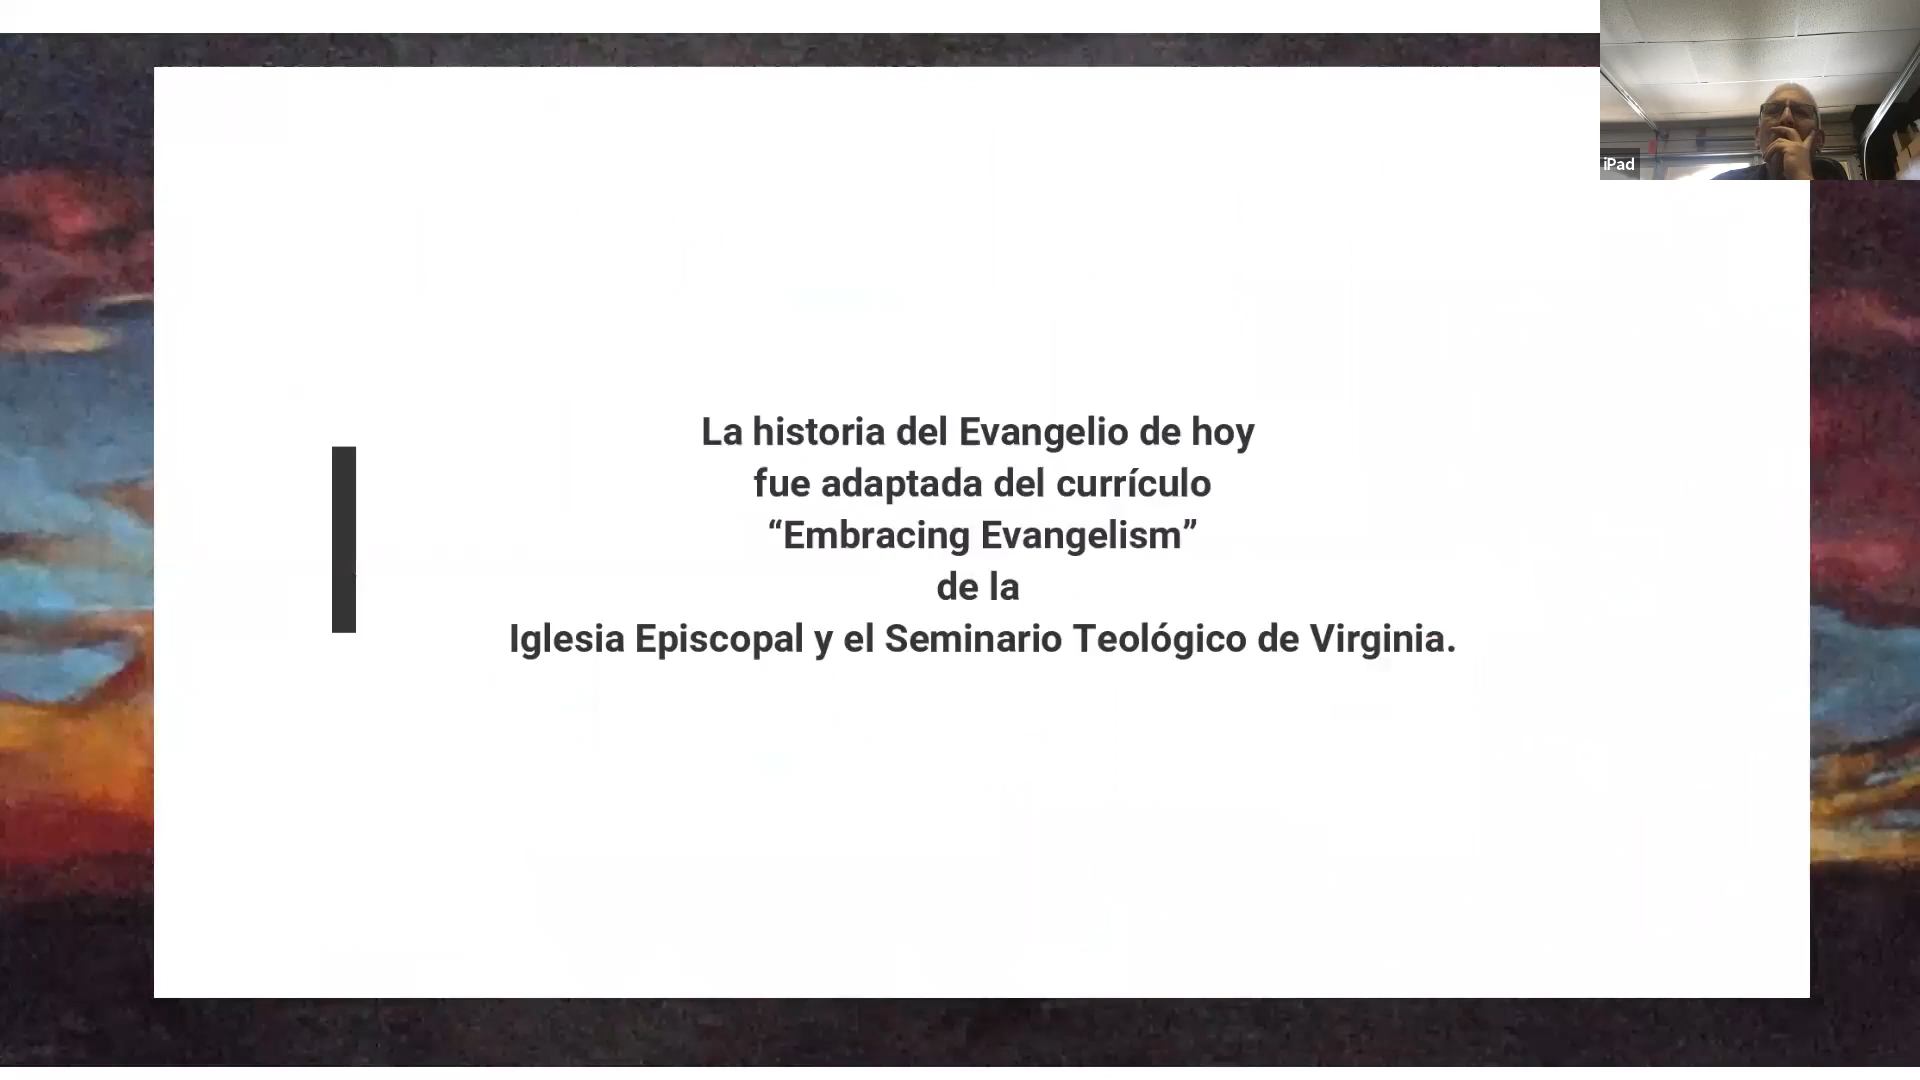 iPad
La historia del Evangelio de hoy
fue adaptada del currículo
“Embracing Evangelism”
de la
Iglesia Episcopal y el Seminario Teológico de Virginia.